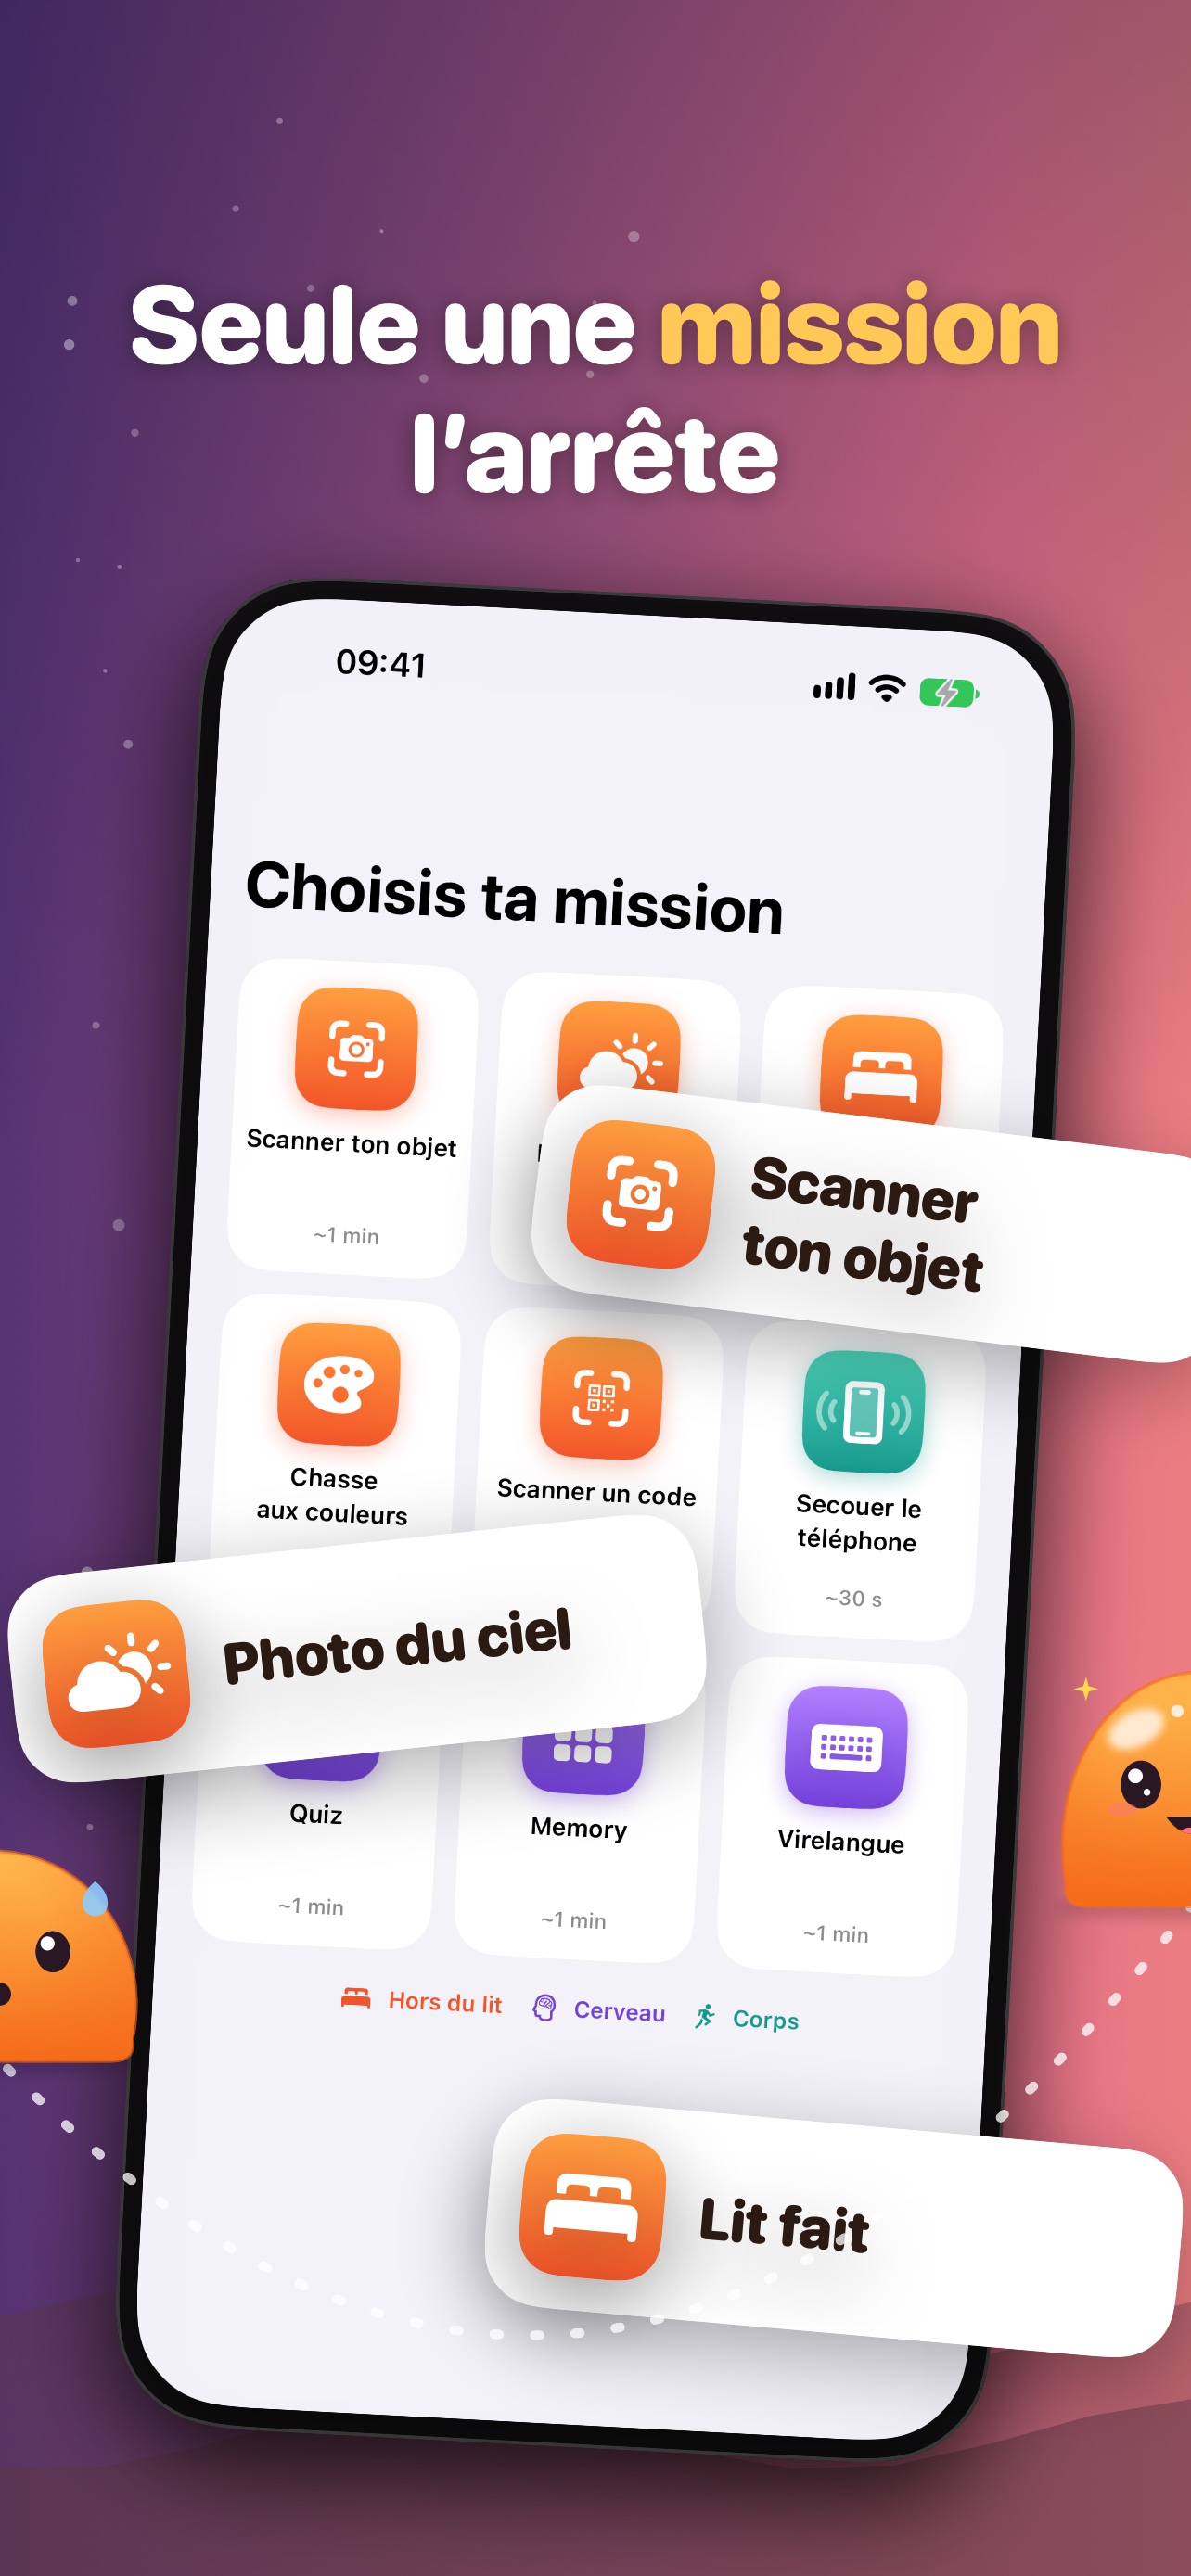 Seule une mission
l'arrête
09:41
Choisis ta mission
Scanner ton objet
~1 min
Scanner
ton objet
Chasse
aux couleurs
Scanner un code
Secouer le
téléphone
~30 s
Photo du ciel
Quiz
~1 min
Memory
~1 min
Virelangue
~1 min
Hors du lit
Cerveau
Corps
Lit fait